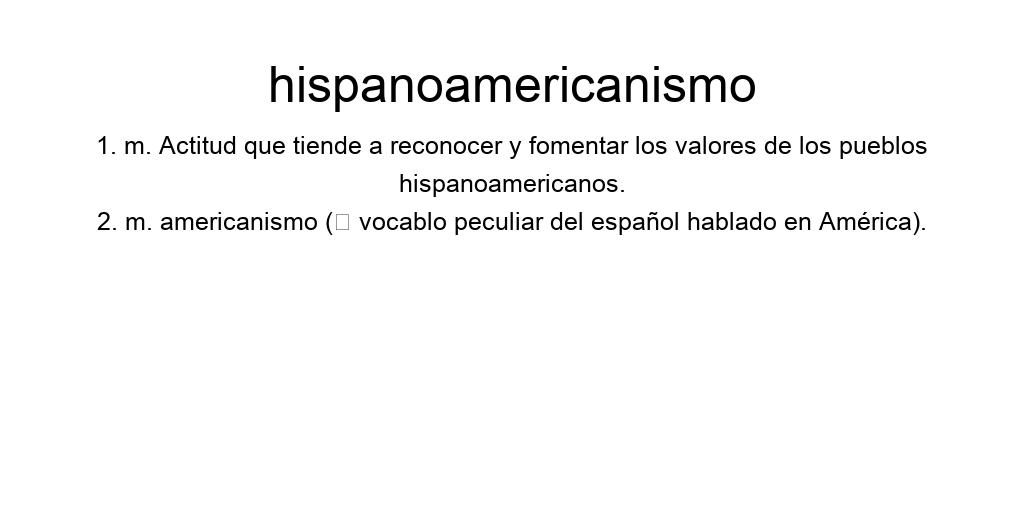 hispanoamericanismo
1. m. Actitud que tiende a reconocer y fomentar los valores de los pueblos
hispanoamericanos.
2. m. americanismo (□ vocablo peculiar del español hablado en América).